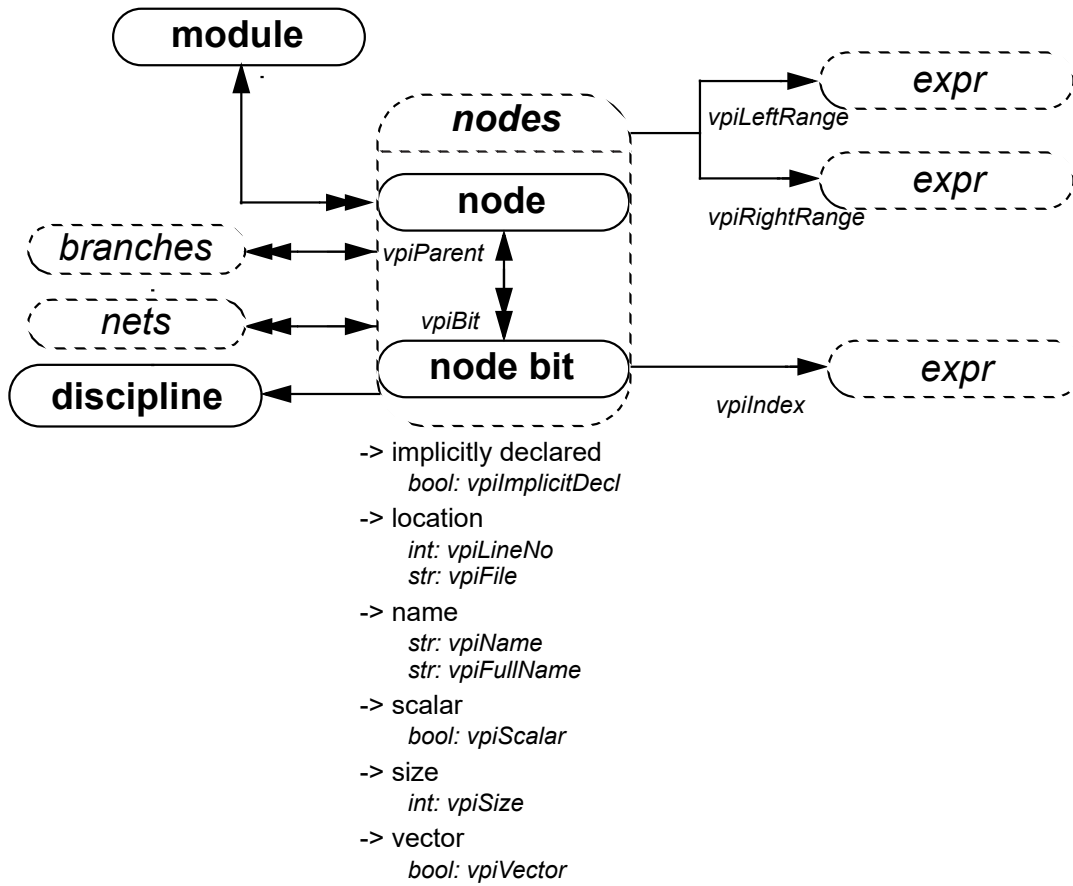 module
nodes
expr
vpiLeftRange
expr
vpiRightRange
node
branches
vpiParent
nets
vpiBit
discipline
node bit
expr
vpiIndex
-> implicitly declared
bool: vpiImplicitDecl
-> location
int: vpiLineNo
str: vpiFile
-> name
str: vpiName
str: vpiFullName
-> scalar
bool: vpiScalar
-> size
int: vpiSize
-> vector
bool: vpiVector